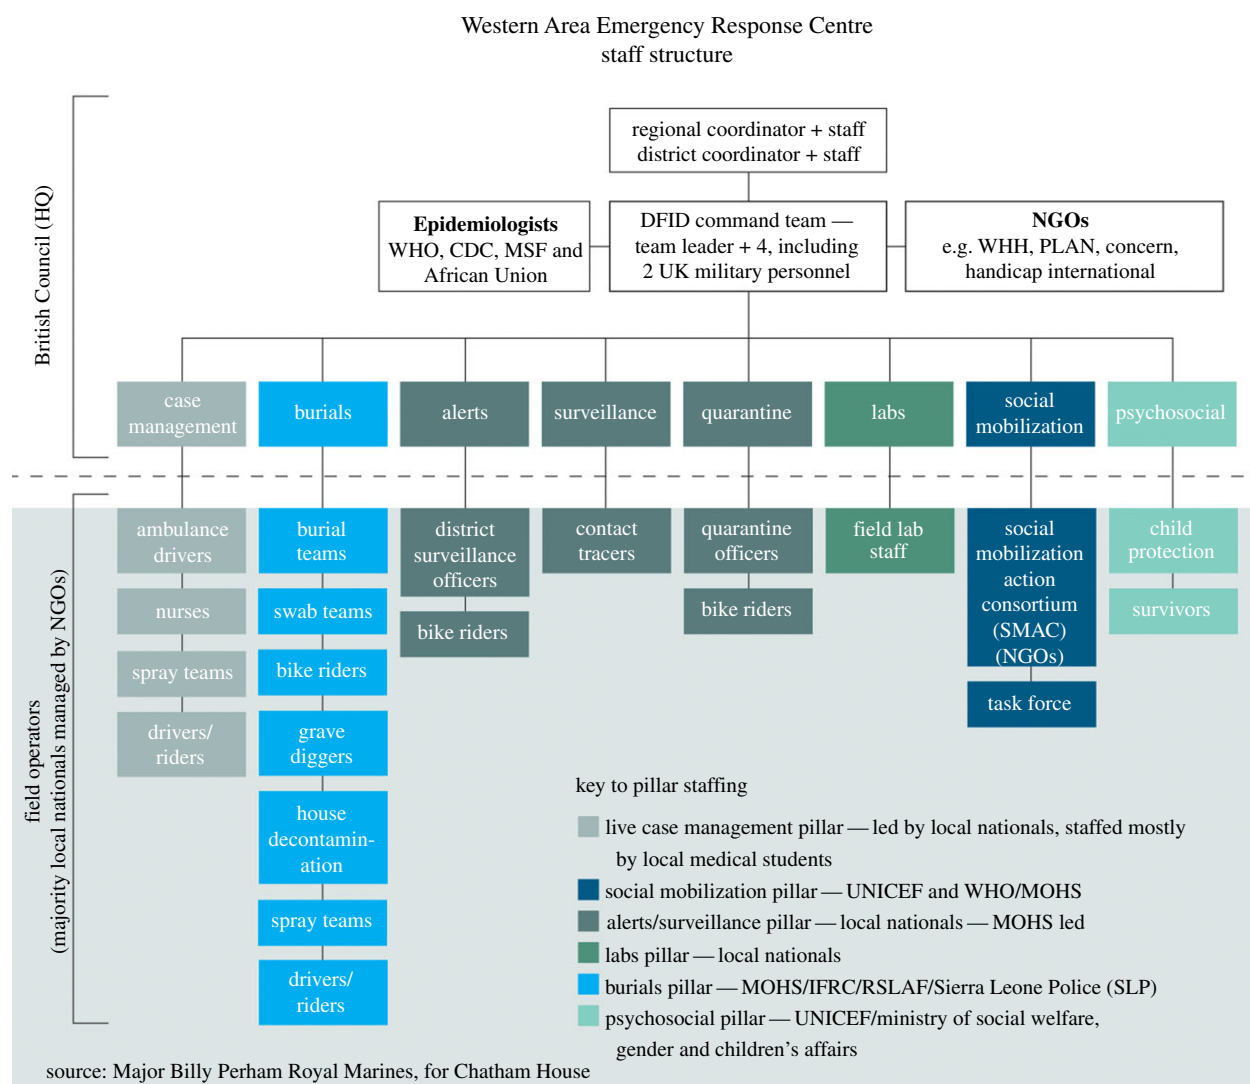 Western Area Emergency Response Centre
staff structure
British Council (HQ)
regional coordinator + staff
district coordinator + staff
Epidemiologists
WHO, CDC, MSF and
African Union
DFID command team —
team leader + 4, including
2 UK military personnel
NGOs
e.g. WHH, PLAN, concern,
handicap international
case
management
burials
alerts
surveillance
quarantine
labs
social
mobilization
psychosocial
field operators
(majority local nationals managed by NGOs)
ambulance
drivers
nurses
spray teams
drivers/
riders
burial
teams
swab teams
bike riders
grave
diggers
house
decontamin-
ation
spray teams
drivers/
riders
district
surveillance
officers
bike riders
contact
tracers
quarantine
officers
bike riders
field lab
staff
social
mobilization
action
consortium
(SMAC)
(NGOs)
task force
child
protection
survivors
key to pillar staffing
live case management pillar — led by local nationals, staffed mostly
by local medical students
social mobilization pillar — UNICEF and WHO/MOHS
alerts/surveillance pillar — local nationals — MOHS led
labs pillar — local nationals
burials pillar — MOHS/IFRC/RSLAF/Sierra Leone Police (SLP)
psychosocial pillar — UNICEF/ministry of social welfare,
gender and children's affairs
source: Major Billy Perham Royal Marines, for Chatham House